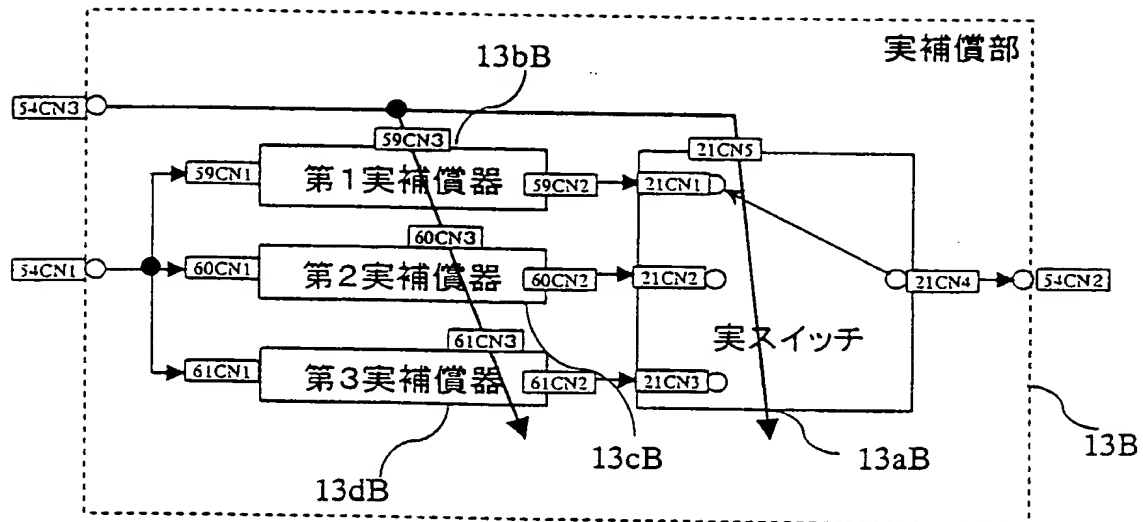 実補償部
13bB
54CN3
59CN3
21CN5
59CN1
第1実補償器
59CN2
21CN1
60CN3
54CN1
60CN1
第2実補償器
60CN2
21CN2
21CN4
54CN2
61CN3
実スイッチ
61CN1
第3実補償器
61CN2
21CN3
13cB
13aB
13B
13dB